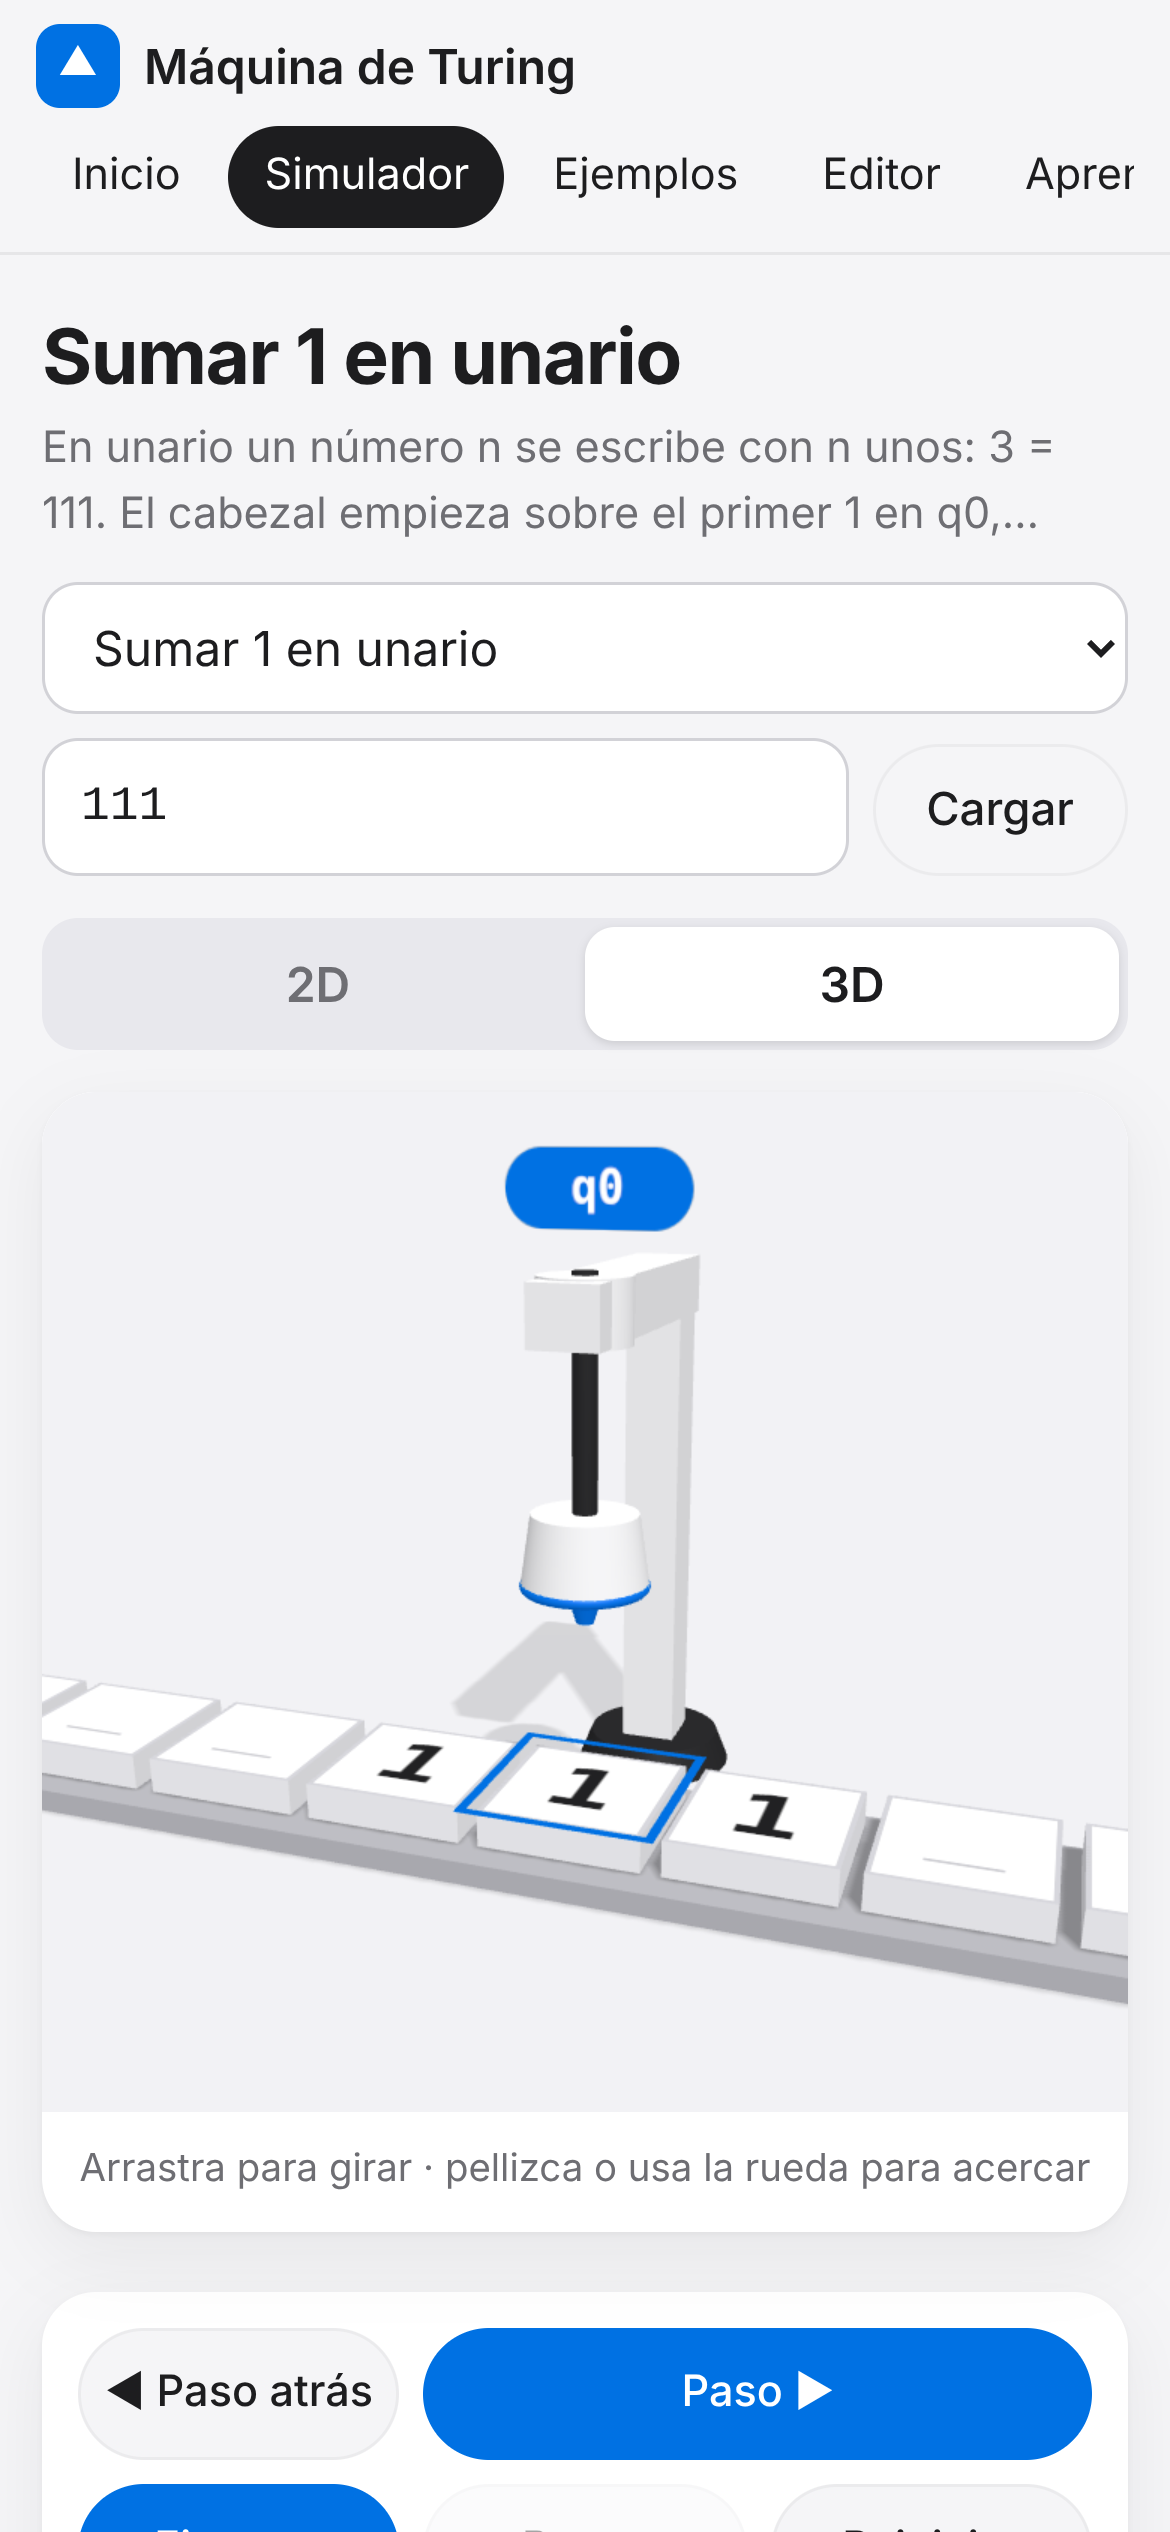 Máquina de Turing
Inicio Simulador Ejemplos Editor
Sumar 1 en unario
En unario un número n se escribe con n unos: 3 =
111. El cabezal empieza sobre el primer 1 en q0,...
Sumar 1 en unario
111 Cargar
2D 3D
q0
1 1 1
Arrastra para girar · pellizca o usa la rueda para acercar
Paso atrás Paso